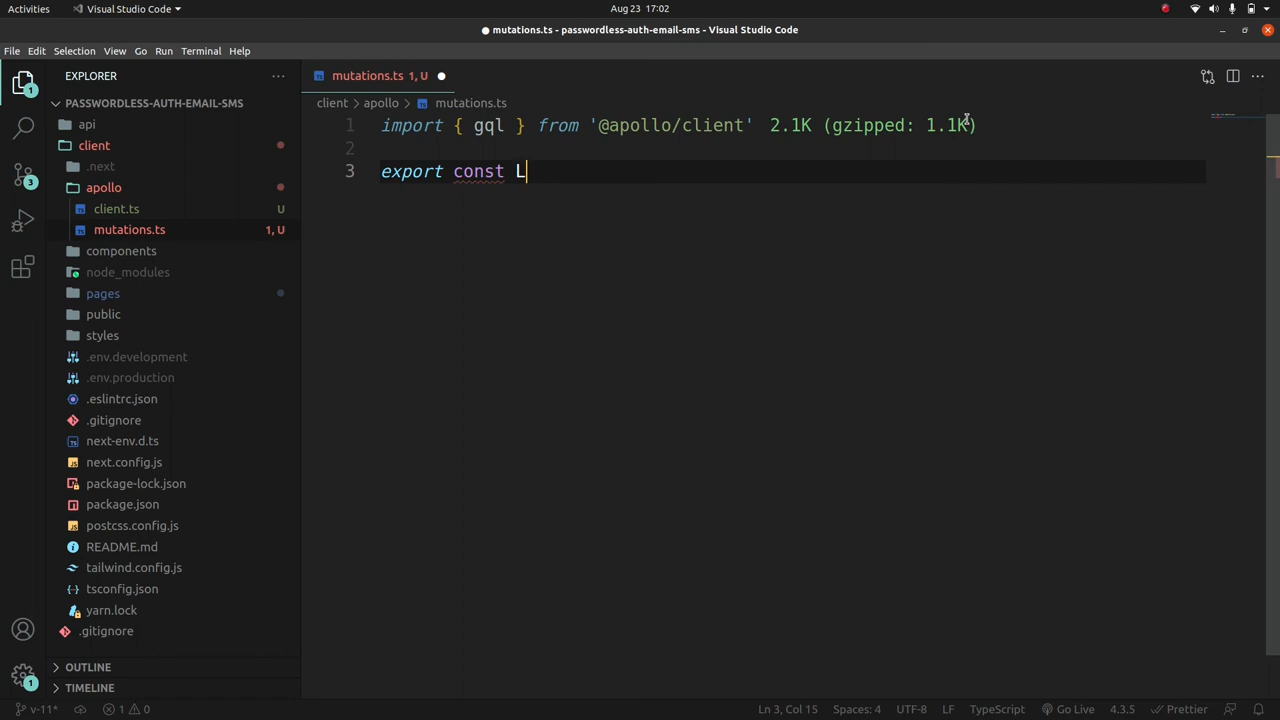 Activities
Visual Studio Code
Aug 23 17:02
● mutations.ts - passwordless-auth-email-sms - Visual Studio Code
File Edit Selection View Go Run Terminal Help
EXPLORER
PASSWORDLESS-AUTH-EMAIL-SMS
api
client
.next
apollo
client.ts U
mutations.ts 1, U
components
node_modules
pages
public
styles
.env.development
.env.production
.eslintrc.json
.gitignore
next-env.d.ts
next.config.js
package-lock.json
package.json
postcss.config.js
README.md
tailwind.config.js
tsconfig.json
yarn.lock
.gitignore
OUTLINE
TIMELINE
1
3
1
mutations.ts 1, U
client > apollo > mutations.ts
1 import { gql } from '@apollo/client' 2.1K (gzipped: 1.1K)
2
3 export const L
v-11* 1 0
Ln 3, Col 15 Spaces: 4 UTF-8 LF TypeScript Go Live 4.3.5 Prettier